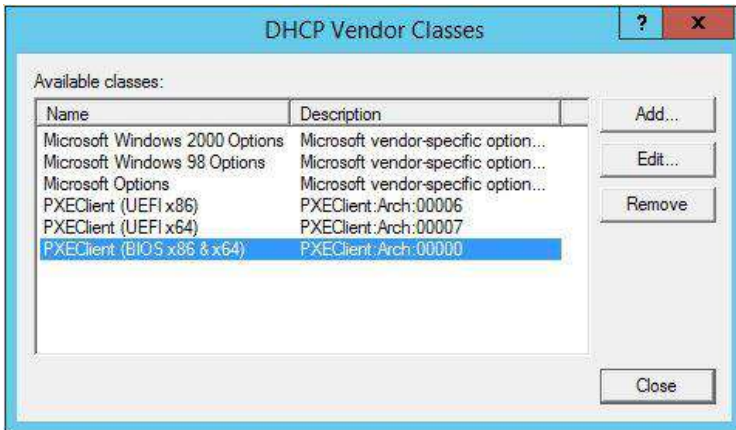 DHCP Vendor Classes
? x
Available classes:
Name Description
Add...
Microsoft Windows 2000 Options Microsoft vendor-specific option...
Microsoft Windows 98 Options Microsoft vendor-specific option...
Edit...
Microsoft Options Microsoft vendor-specific option...
PXEClient (UEFI x86) PXEClient:Arch:00006
Remove
PXEClient (UEFI x64) PXEClient:Arch:00007
PXEClient (BIOS x86 & x64) PXEClient:Arch:00000
Close